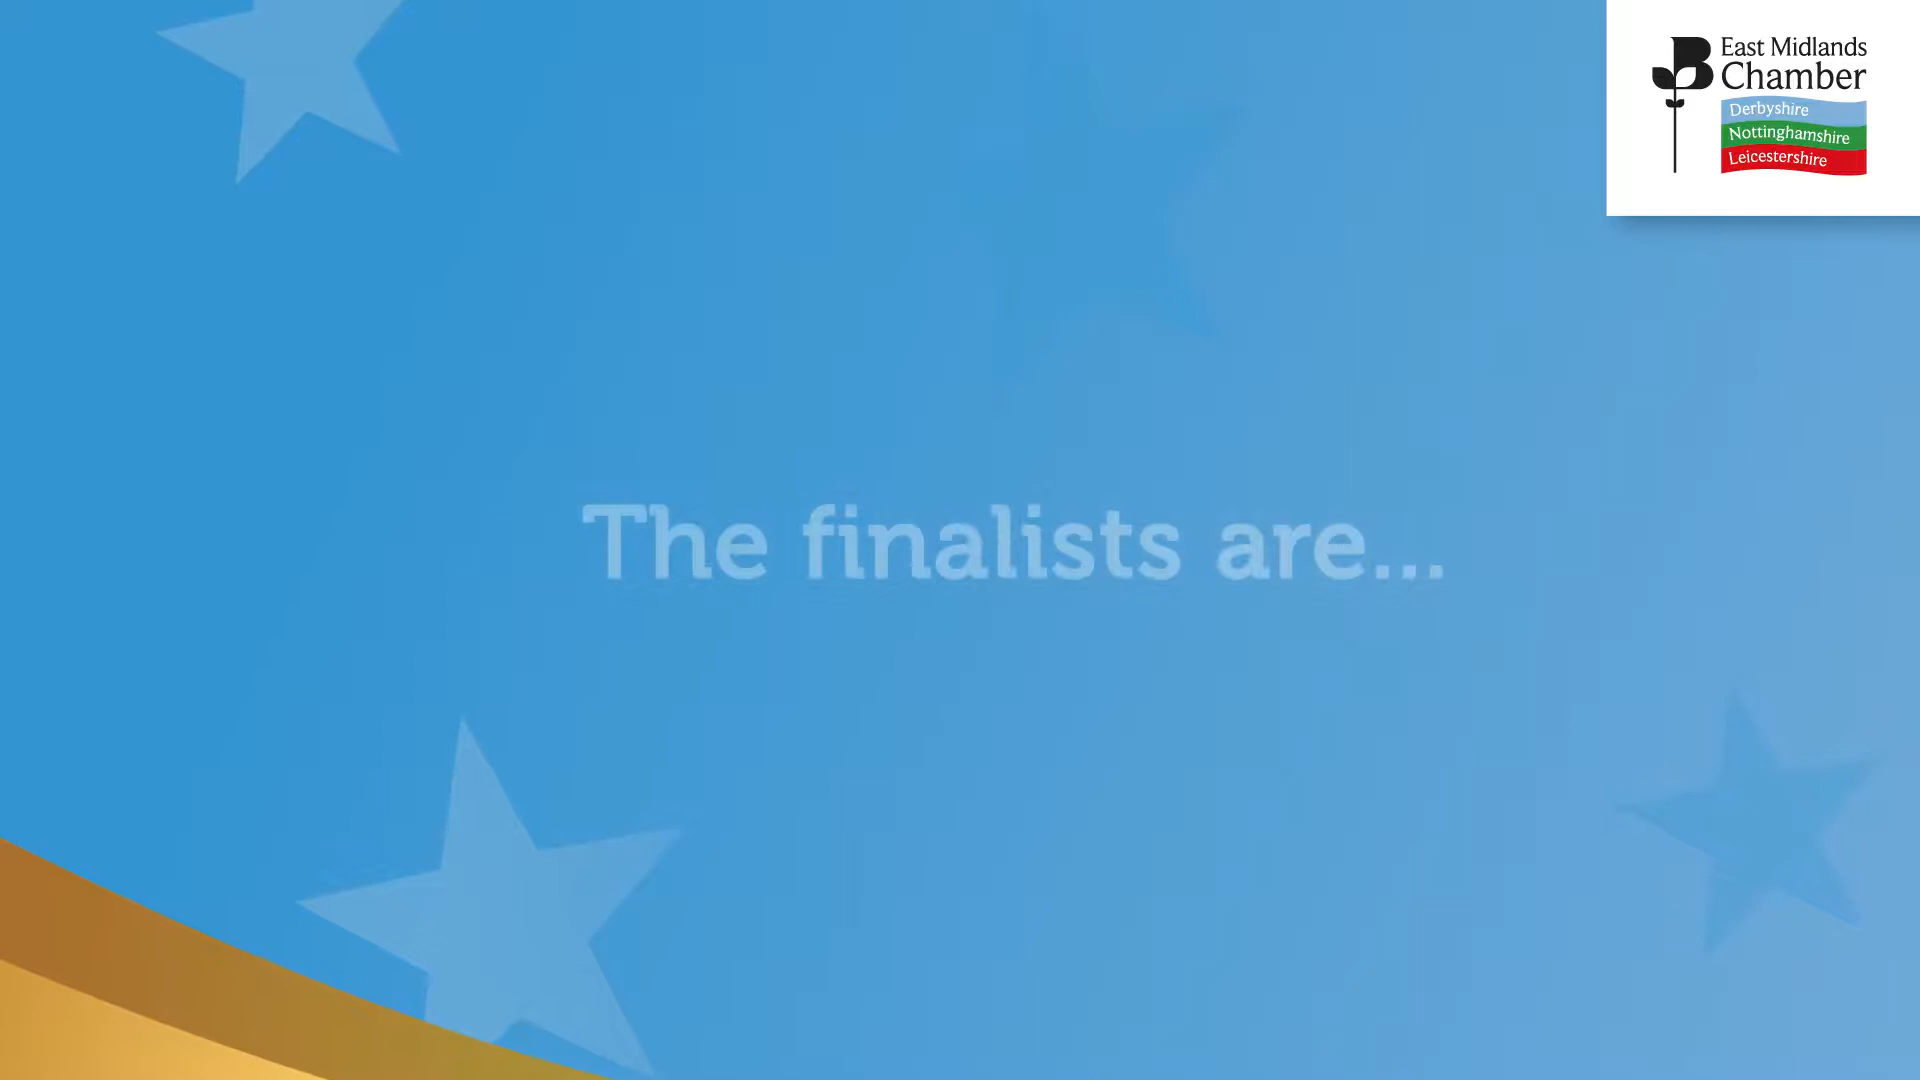 East Midlands
Chamber
Derbyshire
Nottinghamshire
Leicestershire
The finalists are...